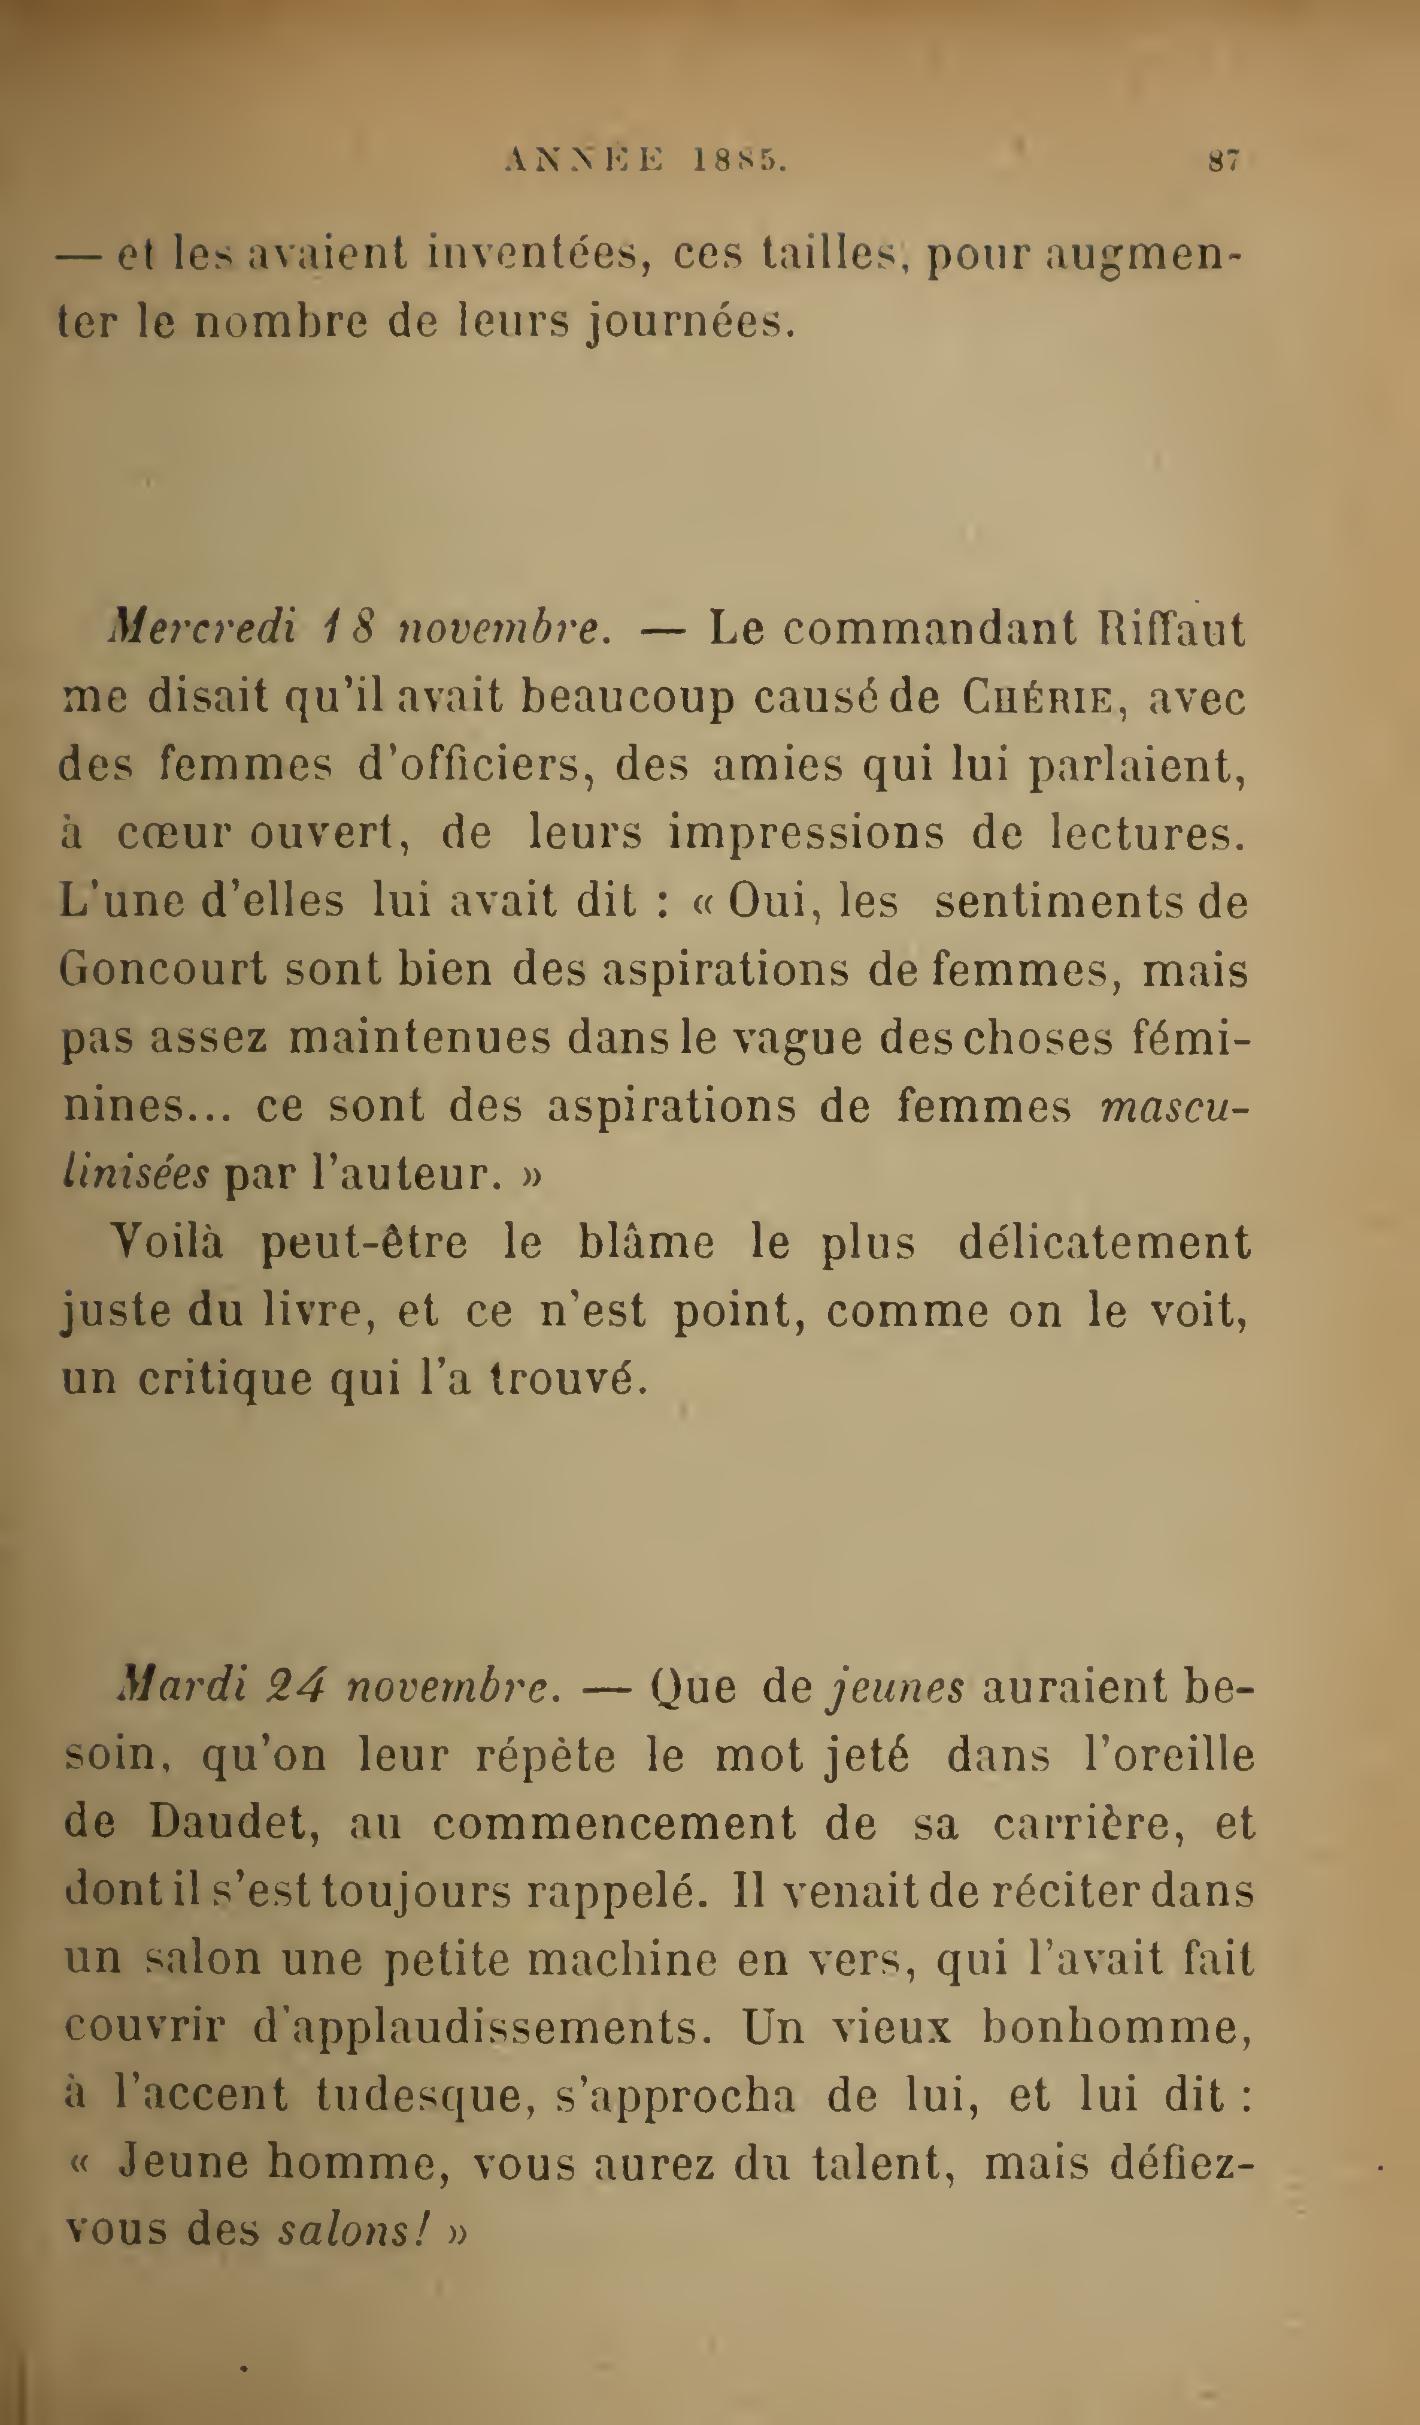 ANNÉE 1885. 87
— et les avaient inventées, ces tailles, pour augmen-
ter le nombre de leurs journées.
Mercredi 18 novembre. — Le commandant Riffaut
me disait qu'il avait beaucoup causé de CHÉRIE, avec
des femmes d'officiers, des amies qui lui parlaient,
à cœur ouvert, de leurs impressions de lectures.
L'une d'elles lui avait dit : « Oui, les sentiments de
Goncourt sont bien des aspirations de femmes, mais
pas assez maintenues dans le vague des choses fémi-
nines... ce sont des aspirations de femmes mascu-
linisées par l'auteur. »
Voilà peut-être le blâme le plus délicatement
juste du livre, et ce n'est point, comme on le voit,
un critique qui l'a trouvé.
Mardi 24 novembre. — Que de jeunes auraient be-
soin, qu'on leur répète le mot jeté dans l'oreille
de Daudet, au commencement de sa carrière, et
dont il s'est toujours rappelé. Il venait de réciter dans
un salon une petite machine en vers, qui l'avait fait
couvrir d'applaudissements. Un vieux bonhomme,
à l'accent tudesque, s'approcha de lui, et lui dit :
« Jeune homme, vous aurez du talent, mais défiez-
vous des salons! »